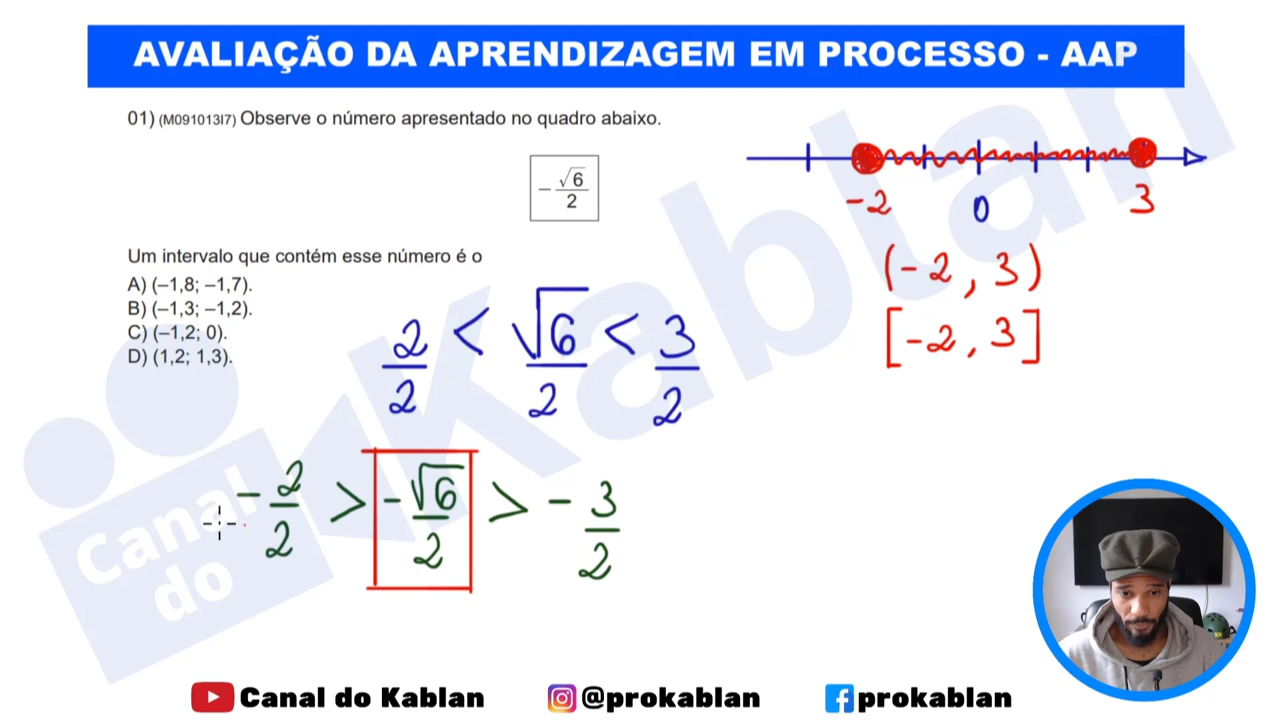 AVALIAÇÃO DA APRENDIZAGEM EM PROCESSO - AAP
01) (M091013I7) Observe o número apresentado no quadro abaixo.
-√6/2
Um intervalo que contém esse número é o
A) (–1,8; –1,7).
B) (–1,3; –1,2).
C) (–1,2; 0).
D) (1,2; 1,3).
-2 0 3
(-2, 3)
[-2, 3]
2/2 < √6/2 < 3/2
-2/2 > -√6/2 > -3/2
Canal do Kablan
Canal do Kablan @prokablan prokablan